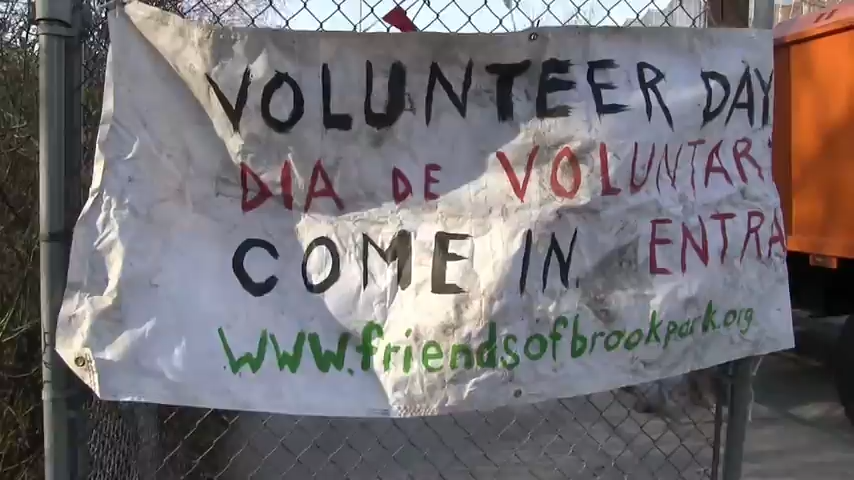 VOLUNTEER DAY
DIA DE VOLUNTAR
COME IN ENTRA
www.friendsofbrookpark.org